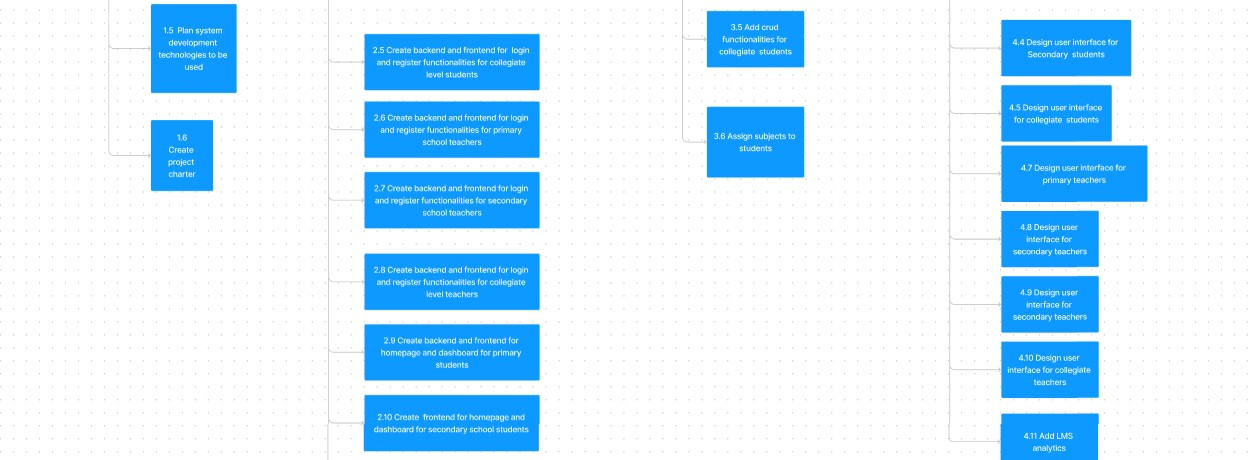 1.5 Plan system
development
technologies to be
used
1.6
Create
project
charter
2.5 Create backend and frontend for login
and register functionalities for collegiate
level students
2.6 Create backend and frontend for login
and register functionalities for primary
school teachers
2.7 Create backend and frontend for login
and register functionalities for secondary
school teachers
2.8 Create backend and frontend for login
and register functionalities for collegiate
level teachers
2.9 Create backend and frontend for
homepage and dashboard for primary
students
2.10 Create frontend for homepage and
dashboard for secondary school students
3.5 Add crud
functionalities for
collegiate students
3.6 Assign subjects to
students
4.4 Design user interface for
Secondary students
4.5 Design user interface
for collegiate students
4.7 Design user interface for
primary teachers
4.8 Design user
interface for
secondary teachers
4.9 Design user
interface for
secondary teachers
4.10 Design user
interface for collegiate
teachers
4.11 Add LMS
analytics